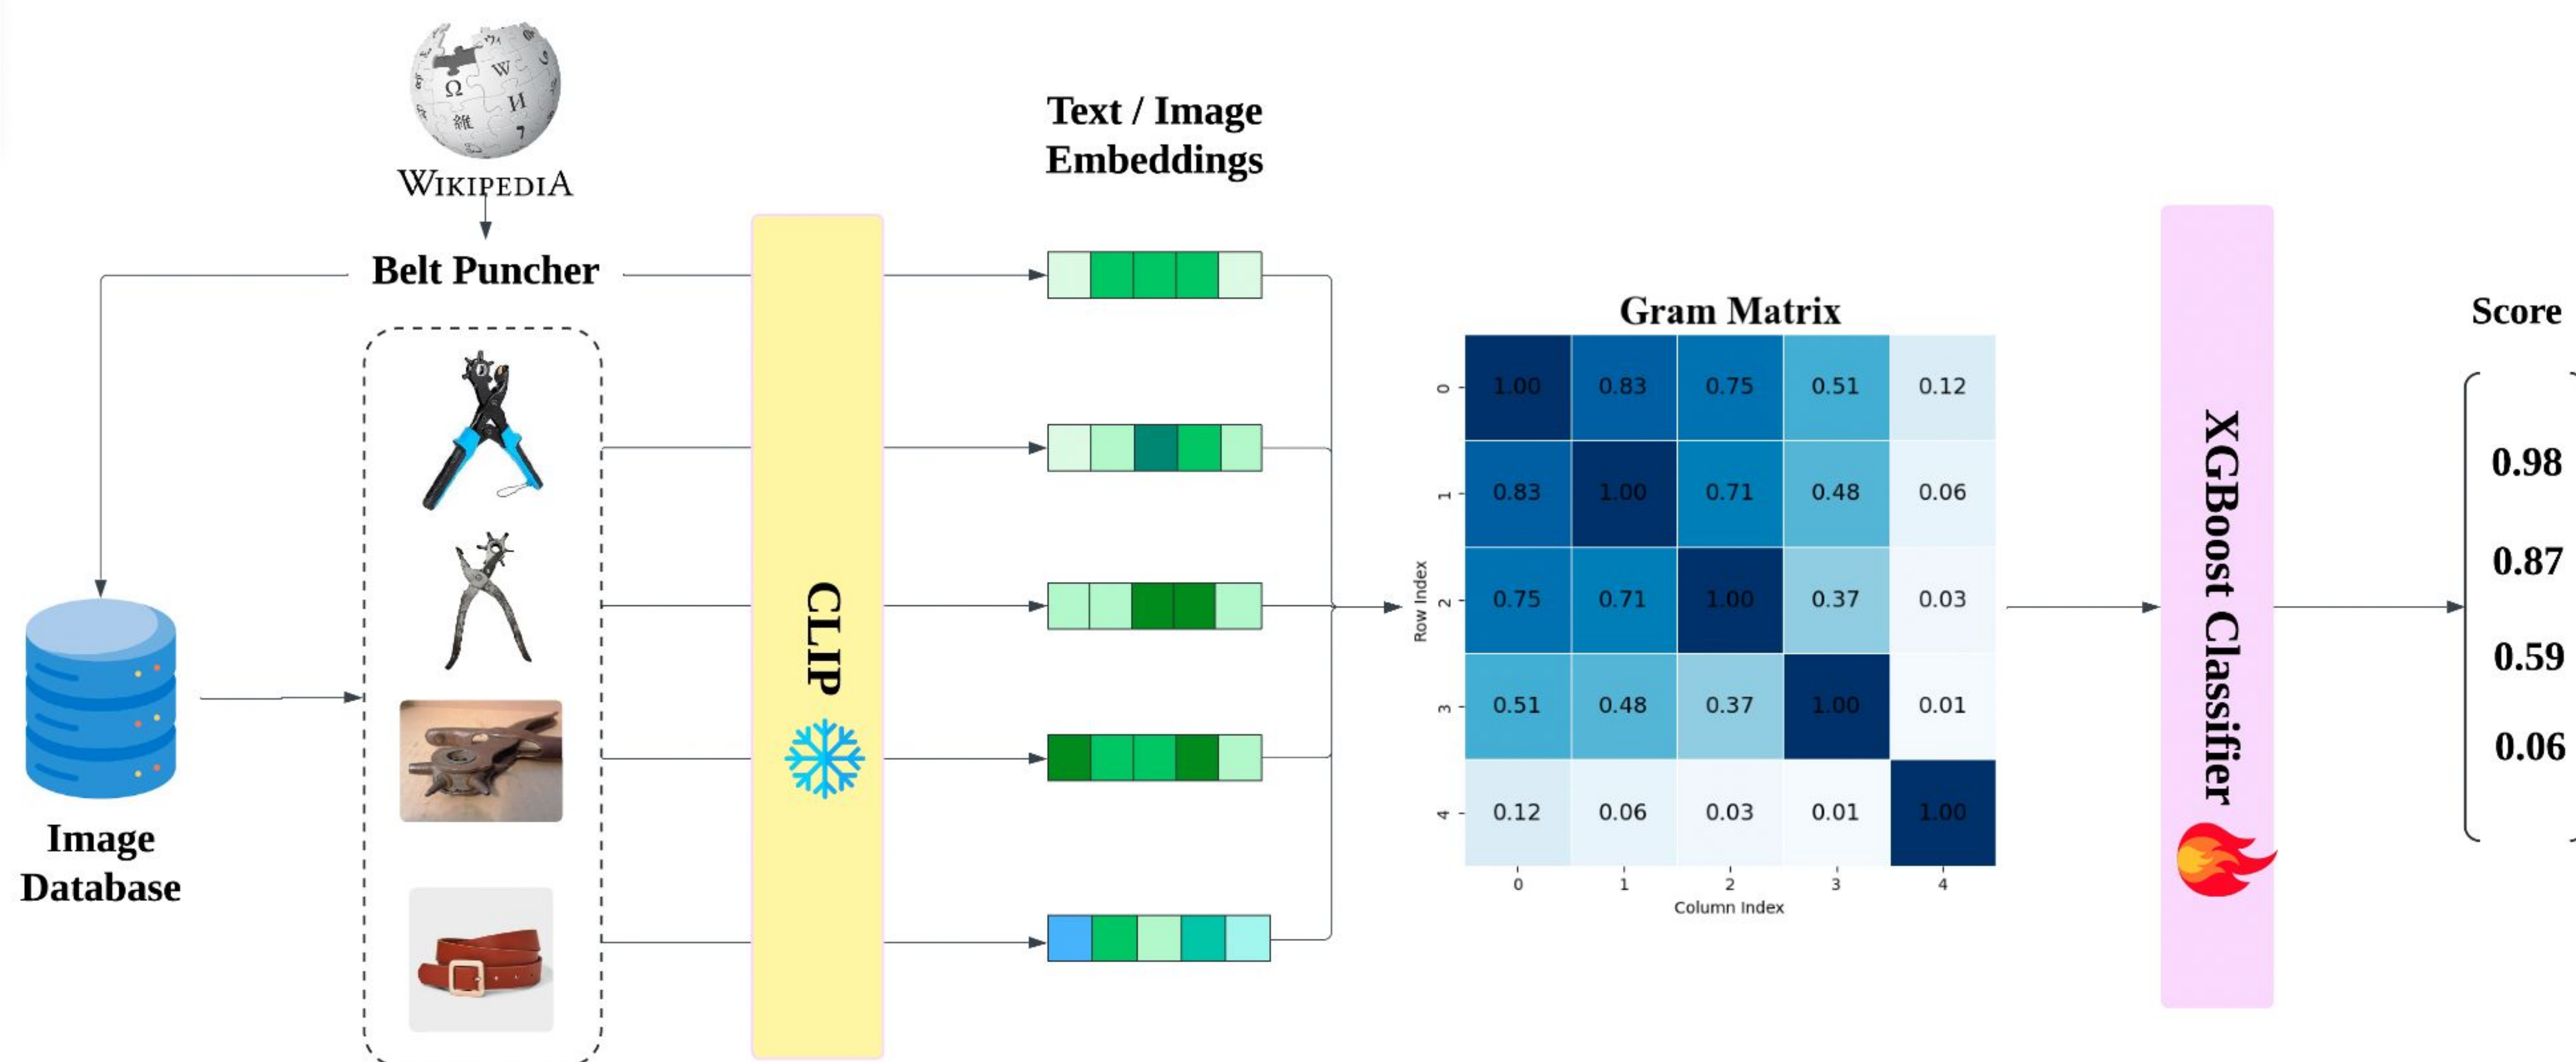 Ω
W
И
維
WIKIPEDIA
Belt Puncher
Image
Database
CLIP
Text / Image
Embeddings
Gram Matrix
Row Index
0
1.00 0.83 0.75 0.51 0.12
1
0.83 1.00 0.71 0.48 0.06
2
0.75 0.71 1.00 0.37 0.03
3
0.51 0.48 0.37 1.00 0.01
4
0.12 0.06 0.03 0.01 1.00
0 1 2 3 4
Column Index
XGBoost Classifier
Score
0.98
0.87
0.59
0.06